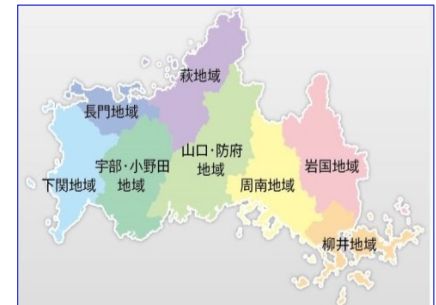 萩地域
長門地域
山口・防府
地域
宇部・小野田
地域
岩国地域
下関地域
周南地域
柳井地域